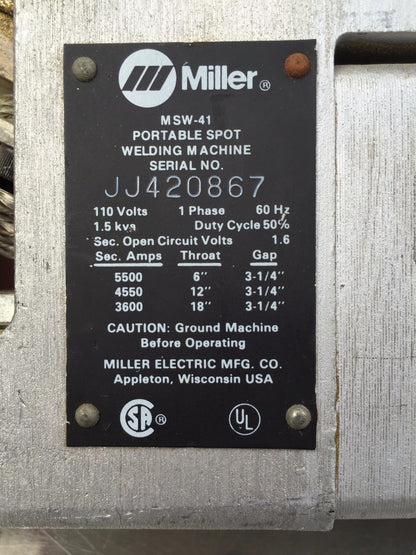 Miller®
MSW-41
PORTABLE SPOT
WELDING MACHINE
SERIAL NO.
JJ420867
110 Volts 1 Phase 60 Hz
1.5 kva Duty Cycle 50%
Sec. Open Circuit Volts 1.6
Sec. Amps Throat Gap
5500 6" 3-1/4"
4550 12" 3-1/4"
3600 18" 3-1/4"
CAUTION: Ground Machine
Before Operating
MILLER ELECTRIC MFG. CO.
Appleton, Wisconsin USA
SA® UL